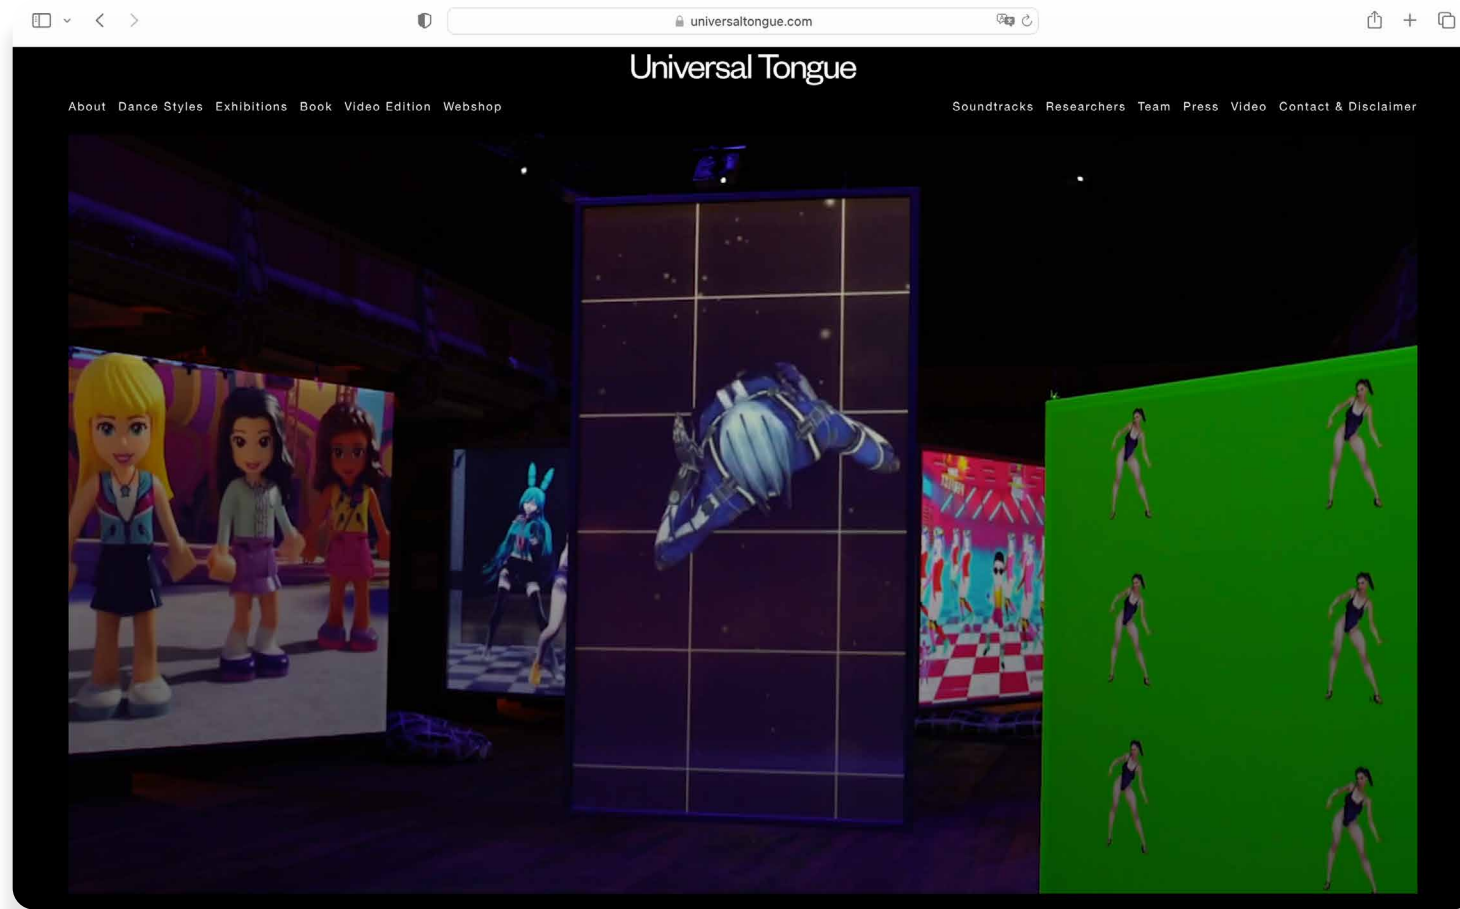 universaltongue.com
Universal Tongue
About Dance Styles Exhibitions Book Video Edition Webshop
Soundtracks Researchers Team Press Video Contact & Disclaimer